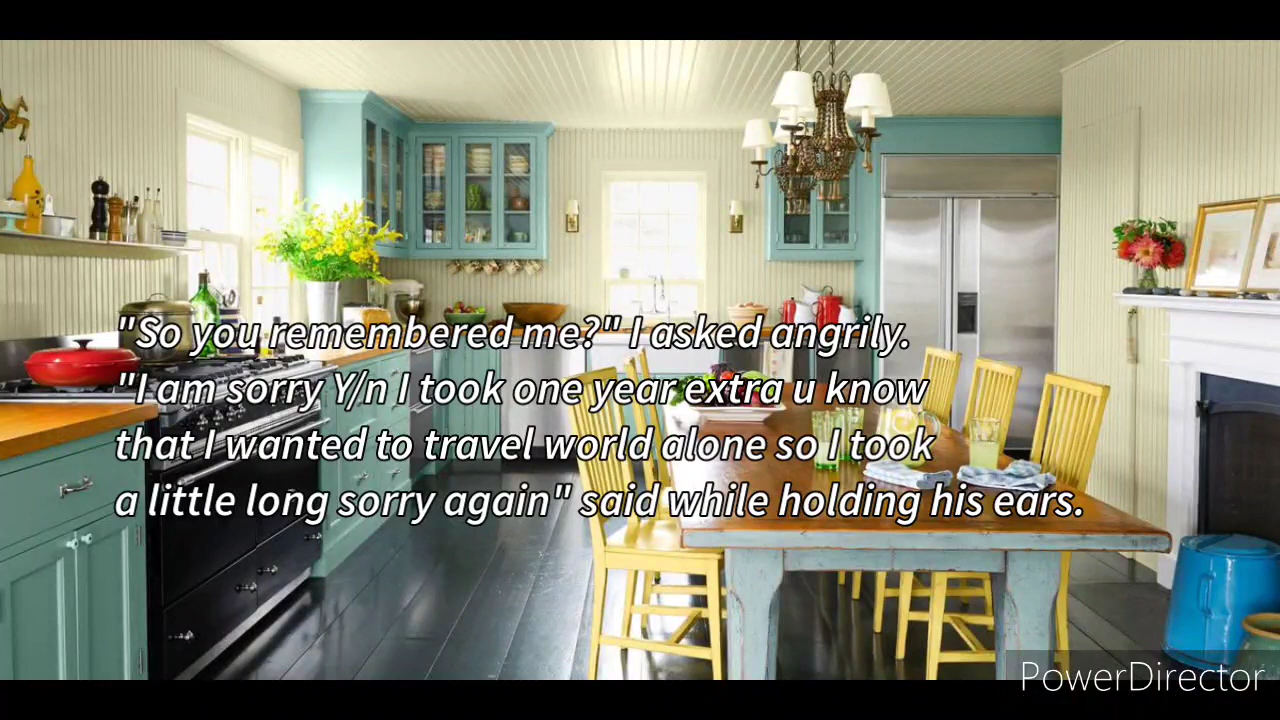 "So you remembered me?" I asked angrily.
"I am sorry Y/n I took one year extra u know
that I wanted to travel world alone so I took
a little long sorry again" said while holding his ears.
PowerDirector